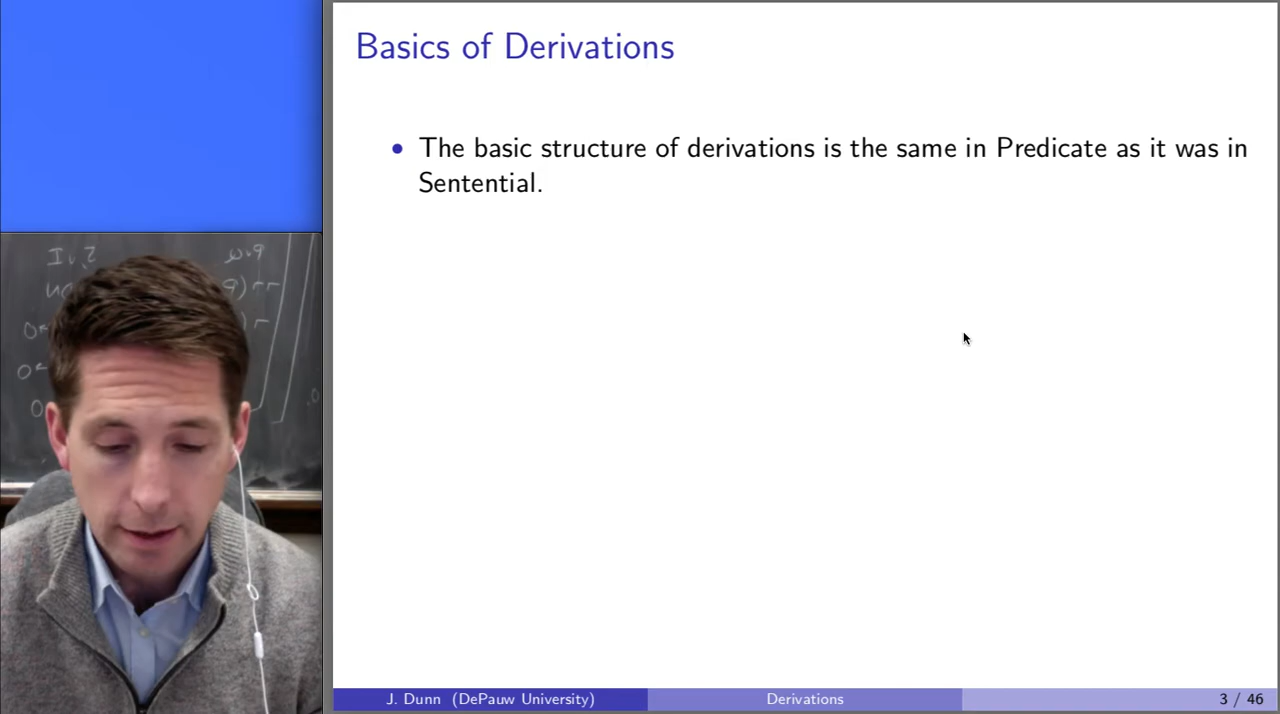 Basics of Derivations
• The basic structure of derivations is the same in Predicate as it was in
Sentential.
J. Dunn (DePauw University)
Derivations
3 / 46